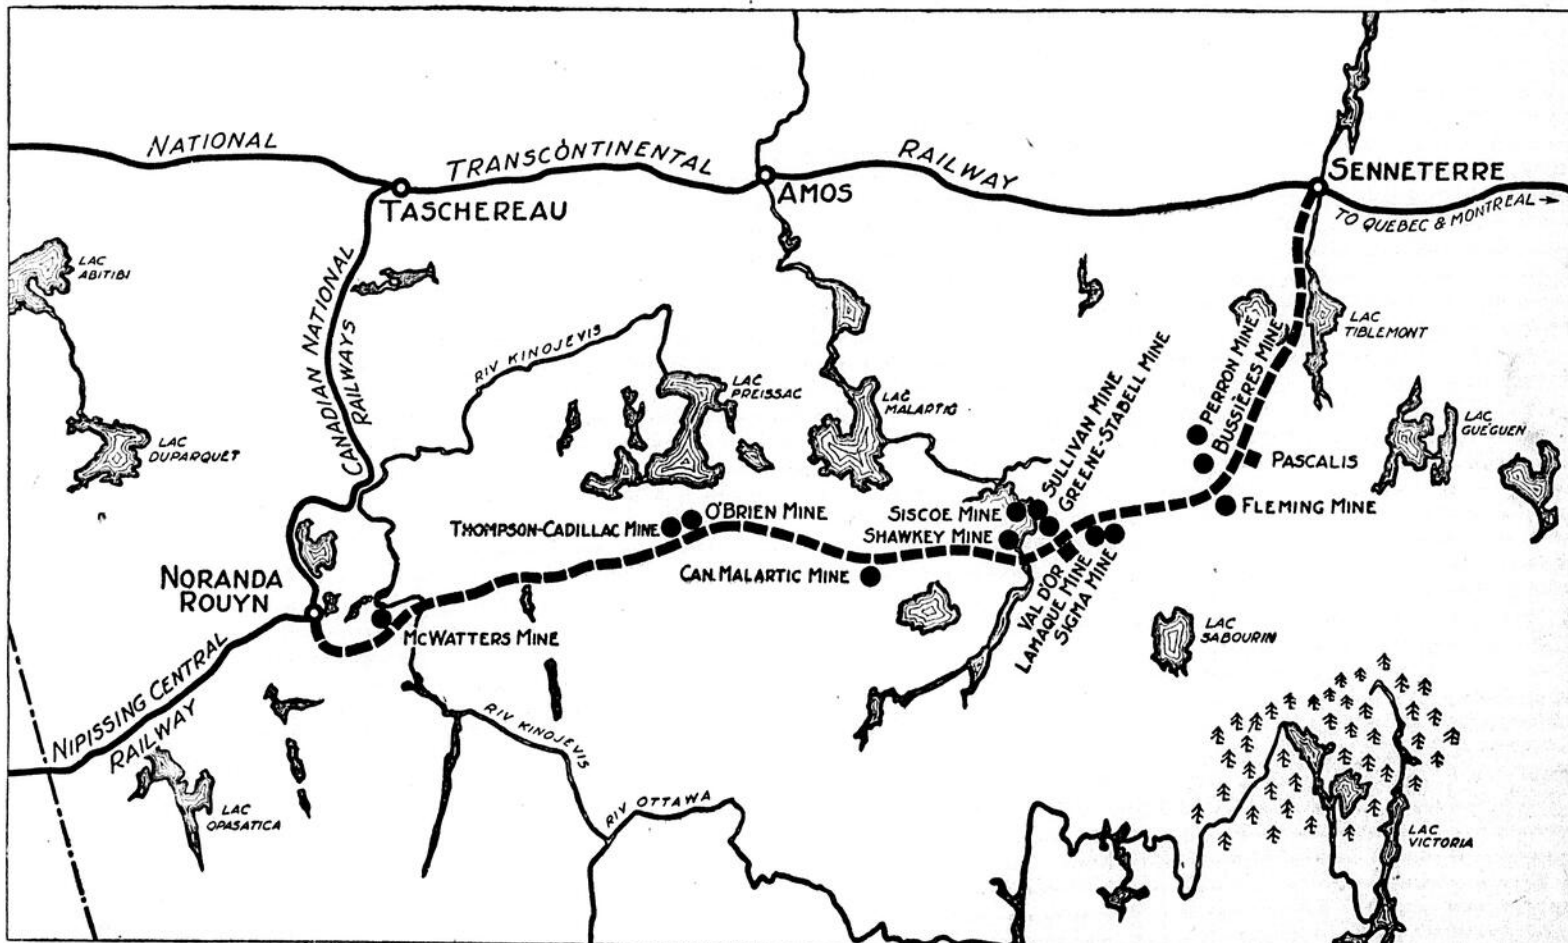 NATIONAL
TRANSCONTINENTAL
RAILWAY
SENNETERRE
TASCHEREAU
AMOS
TO QUEBEC & MONTREAL
LAC
ABITIBI
CANADIAN NATIONAL
RAILWAYS
RIV KINOJEVIS
LAC
TIBLEMONT
LAC
PREISSAC
LAC
MALARTIC
PERRON MINE
BUSSIÈRES MINE
LAC
GUÉGUEN
LAC
DUPARQUET
SULLIVAN MINE
GREENE-STABELL MINE
PASCALIS
THOMPSON-CADILLAC MINE
O'BRIEN MINE
SISCOE MINE
SHAWKEY MINE
FLEMING MINE
CAN. MALARTIC MINE
VAL D'OR
LAMAQUE MINE
SIGMA MINE
NORANDA
ROUYN
MCWATTERS MINE
LAC
SABOURIN
NIPISSING CENTRAL
RAILWAY
RIV KINOJEVIS
LAC
OPASATICA
RIV OTTAWA
LAC
VICTORIA